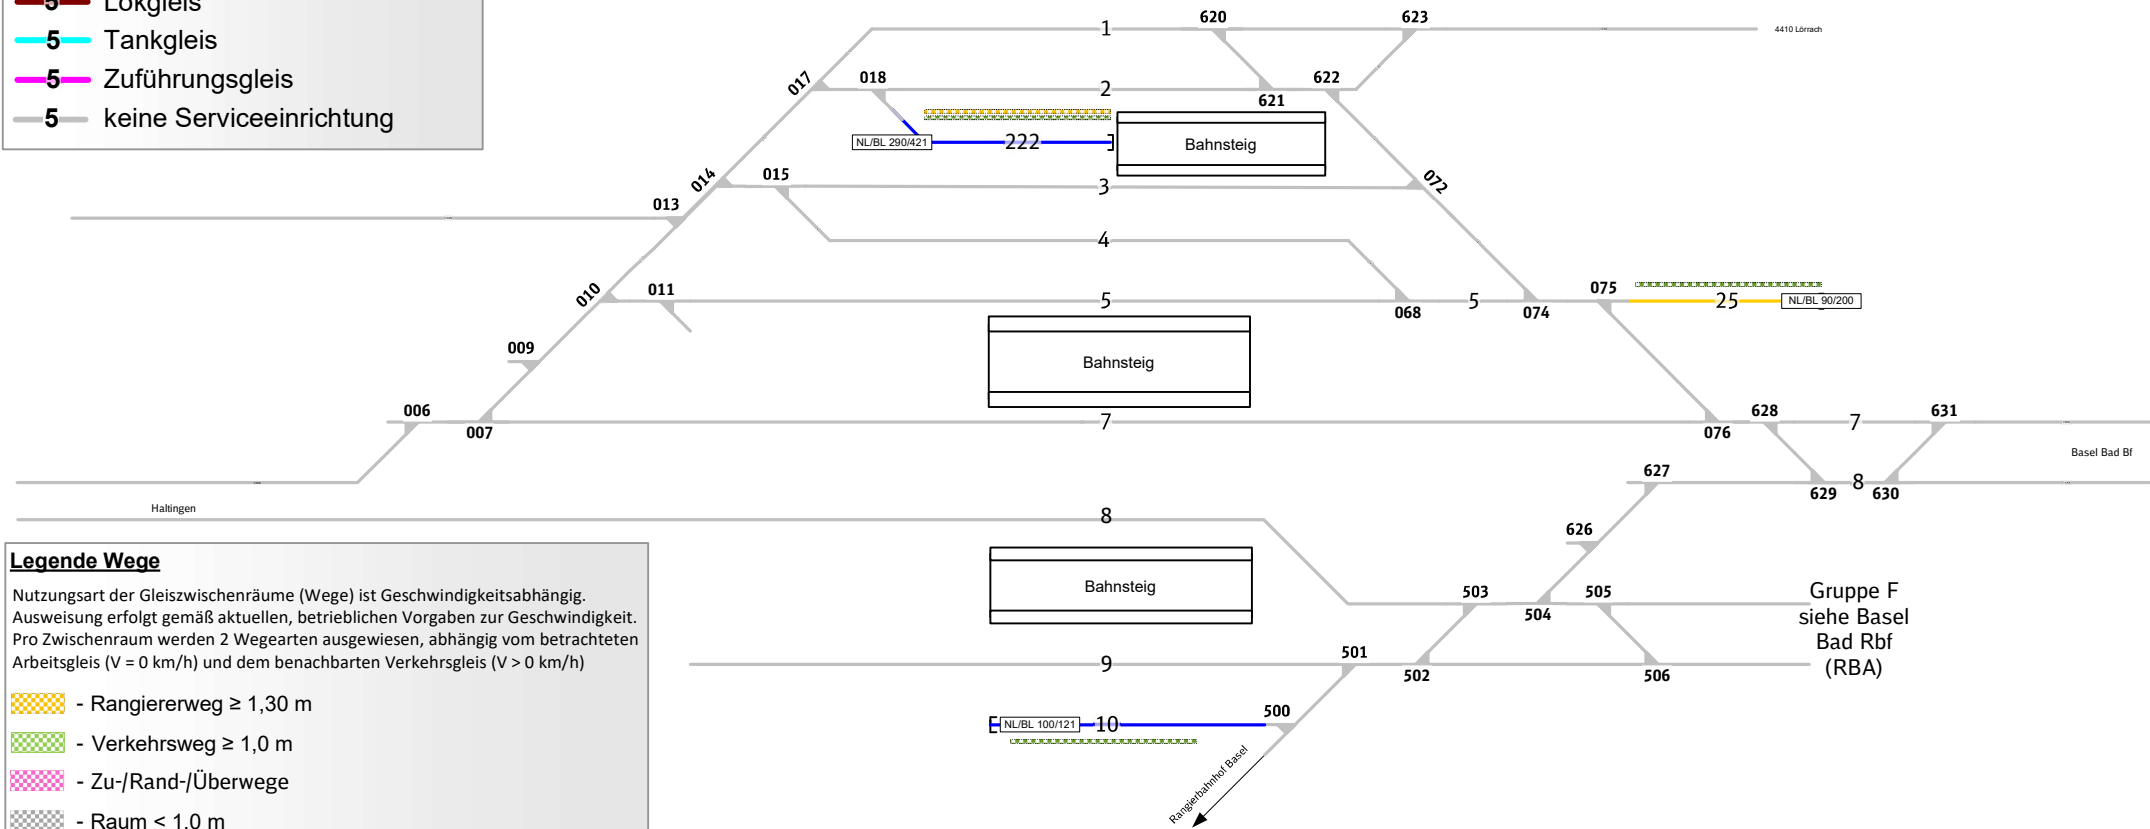 5 Lokgleis
5 Tankgleis
5 Zuführungsgleis
5 keine Serviceeinrichtung
1
620
623
4410 Lörrach
017
018
2
621
622
NL/BL 290/421
222
Bahnsteig
014
015
3
072
013
4
010
011
5
068
5
074
075
25
NL/BL 90/200
009
Bahnsteig
006
007
7
076
628
7
631
Basel Bad Bf
627
629
8
630
Haltingen
8
626
Bahnsteig
503
504
505
Gruppe F
siehe Basel
Bad Rbf
(RBA)
9
501
502
506
NL/BL 100/121
10
500
Rangierbahnhof Basel
Legende Wege
Nutzungsart der Gleiszwischenräume (Wege) ist Geschwindigkeitsabhängig.
Ausweisung erfolgt gemäß aktuellen, betrieblichen Vorgaben zur Geschwindigkeit.
Pro Zwischenraum werden 2 Wegearten ausgewiesen, abhängig vom betrachteten
Arbeitsgleis (V = 0 km/h) und dem benachbarten Verkehrsgleis (V > 0 km/h)
- Rangiererweg ≥ 1,30 m
- Verkehrsweg ≥ 1,0 m
- Zu-/Rand-/Überwege
- Raum < 1,0 m